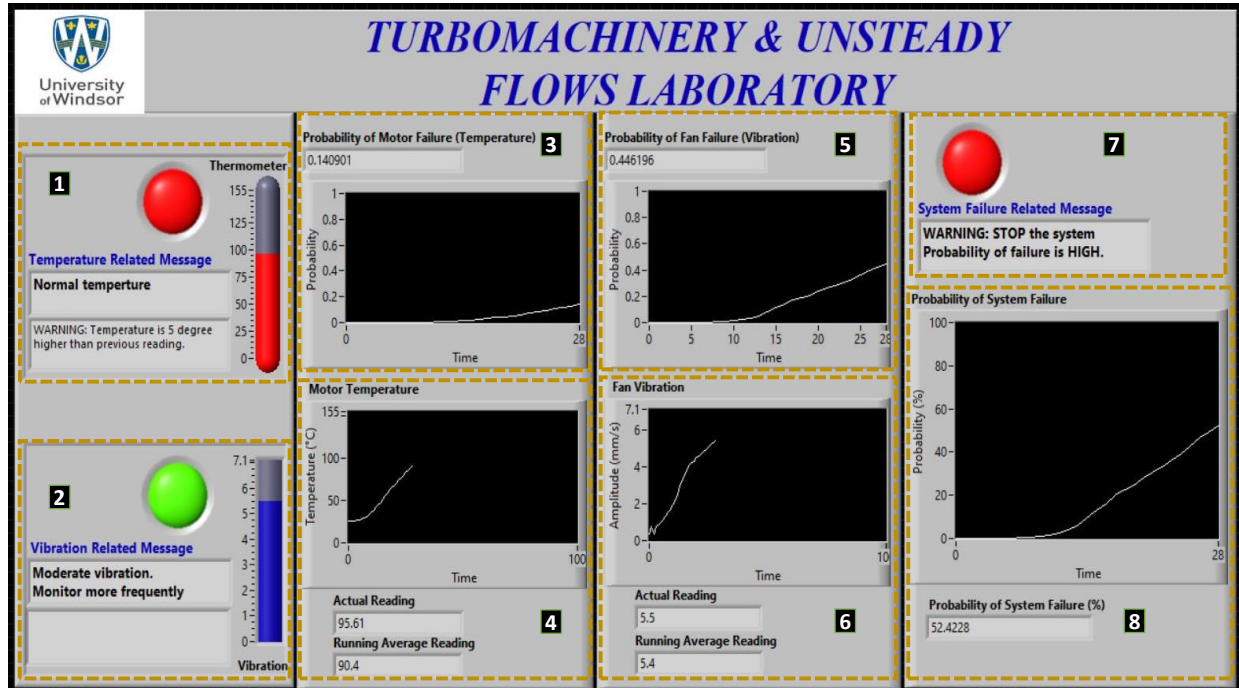 TURBOMACHINERY & UNSTEADY
FLOWS LABORATORY
University
of Windsor
1
Thermometer
155
125
100
75
50
25
0
Temperature Related Message
Normal temperture
WARNING: Temperature is 5 degree
higher than previous reading.
2
7.1
6
5
4
3
2
1
0
Vibration
Vibration Related Message
Moderate vibration.
Monitor more frequently
Probability of Motor Failure (Temperature)
3
0.140901
1
0.8
0.6
0.4
0.2
0
Probability
0
28
Time
Motor Temperature
155
100
50
0
Temperature (°C)
0
100
Time
Actual Reading
95.61
4
Running Average Reading
90.4
Probability of Fan Failure (Vibration)
5
0.446196
1
0.8
0.6
0.4
0.2
0
Probability
0 5 10 15 20 25 28
Time
Fan Vibration
7.1
6
4
2
0
Amplitude (mm/s)
0
10
Time
Actual Reading
5.5
6
Running Average Reading
5.4
7
System Failure Related Message
WARNING: STOP the system
Probability of failure is HIGH.
Probability of System Failure
100
80
60
40
20
0
Probability (%)
0
28
Time
Probability of System Failure (%)
52.4228
8